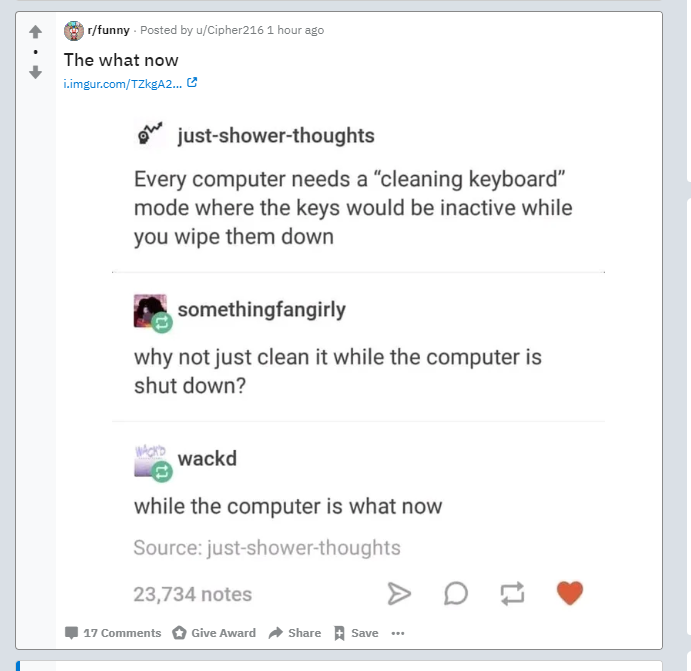 r/funny · Posted by u/Cipher216 1 hour ago
The what now
i.imgur.com/TZkgA2...
just-shower-thoughts
Every computer needs a “cleaning keyboard”
mode where the keys would be inactive while
you wipe them down
somethingfangirly
why not just clean it while the computer is
shut down?
WACKD
wackd
while the computer is what now
Source: just-shower-thoughts
23,734 notes
17 Comments Give Award Share Save ...